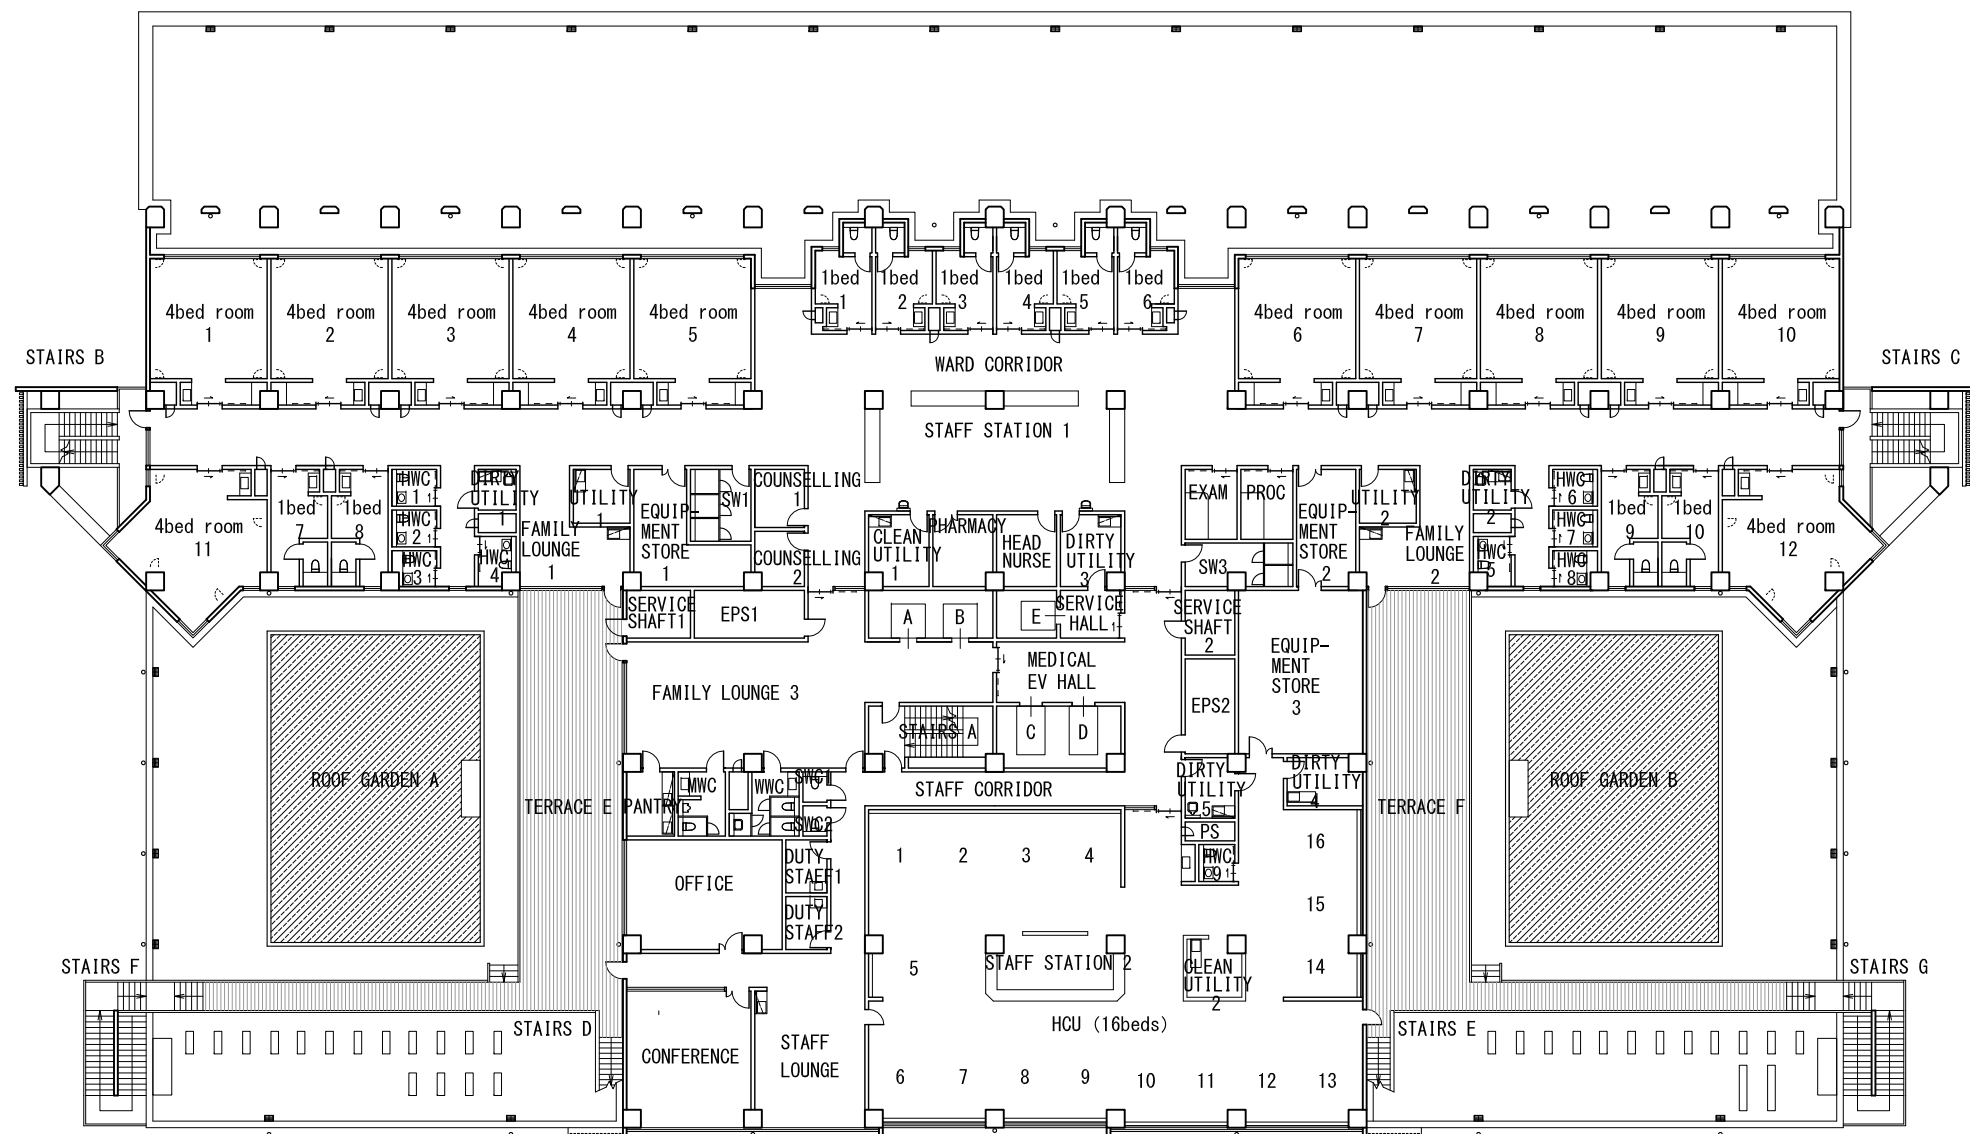 1bed
1
1bed
2
1bed
3
1bed
4
1bed
5
1bed
6
4bed room
1
4bed room
2
4bed room
3
4bed room
4
4bed room
5
4bed room
6
4bed room
7
4bed room
8
4bed room
9
4bed room
10
STAIRS B
WARD CORRIDOR
STAIRS C
STAFF STATION 1
4bed room
11
1bed
7
1bed
8
HWC
1
HWC
2
HWC
3
DIRTY
UTILITY
1
HWC
4
FAMILY
LOUNGE
1
UTILITY
1
EQUIP-
MENT
STORE
1
SW1
COUNSELLING
1
COUNSELLING
2
CLEAN
UTILITY
1
PHARMACY
HEAD
NURSE
DIRTY
UTILITY
3
EXAM
PROC
SW3
EQUIP-
MENT
STORE
2
UTILITY
2
FAMILY
LOUNGE
2
DIRTY
UTILITY
2
HWC
5
HWC
6
HWC
7
HWC
8
1bed
9
1bed
10
4bed room
12
SERVICE
SHAFT1
EPS1
A
B
E
SERVICE
HALL
SERVICE
SHAFT
2
FAMILY LOUNGE 3
MEDICAL
EV HALL
EQUIP-
MENT
STORE
3
EPS2
STAIRS A
C
D
ROOF GARDEN A
TERRACE E
PANTRY
MWC
WWC
SWC1
SWC2
STAFF CORRIDOR
DIRTY
UTILITY
5
DIRTY
UTILITY
4
TERRACE F
ROOF GARDEN B
PS
HWC
9
OFFICE
DUTY
STAFF1
DUTY
STAFF2
1
2
3
4
16
15
14
5
STAFF STATION 2
CLEAN
UTILITY
2
STAIRS F
STAIRS G
STAIRS D
HCU (16beds)
STAIRS E
CONFERENCE
STAFF
LOUNGE
6
7
8
9
10
11
12
13